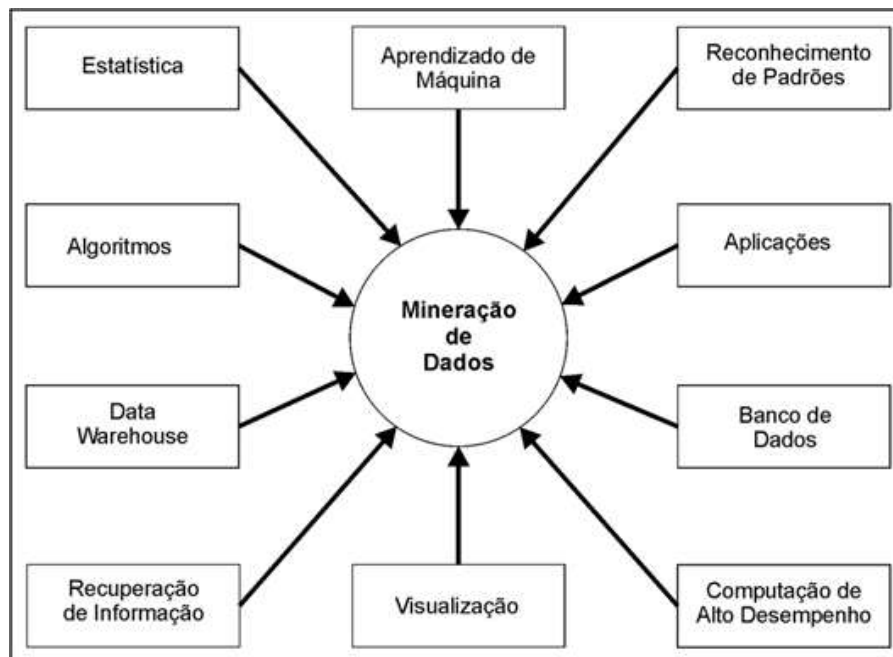 Estatística
Aprendizado de
Máquina
Reconhecimento
de Padrões
Algoritmos
Aplicações
Mineração
de
Dados
Data
Warehouse
Banco de
Dados
Recuperação
de Informação
Visualização
Computação de
Alto Desempenho